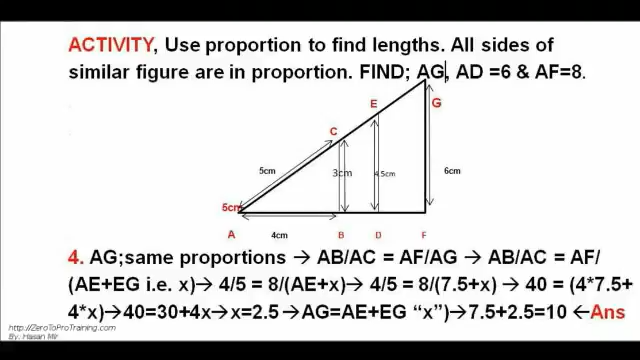 ACTIVITY, Use proportion to find lengths. All sides of
similar figure are in proportion. FIND; AG, AD =6 & AF=8.
G
E
C
5cm
3cm
4.5cm
6cm
5cm
A
4cm
B
D
F
4. AG;same proportions → AB/AC = AF/AG → AB/AC = AF/
(AE+EG i.e. x)→ 4/5 = 8/(AE+x)→ 4/5 = 8/(7.5+x)→ 40 = (4*7.5+
4*x)→40=30+4x→x=2.5→AG=AE+EG “x”)→7.5+2.5=10 ←Ans
http://ZeroToProTraining.com
By: Hasan Mir